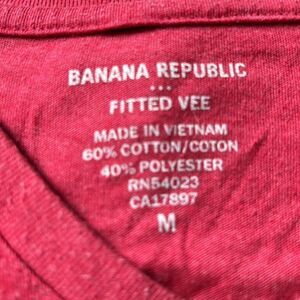 BANANA REPUBLIC
...
FITTED VEE
MADE IN VIETNAM
60% COTTON/COTON
40% POLYESTER
RN54023
CA17897
M